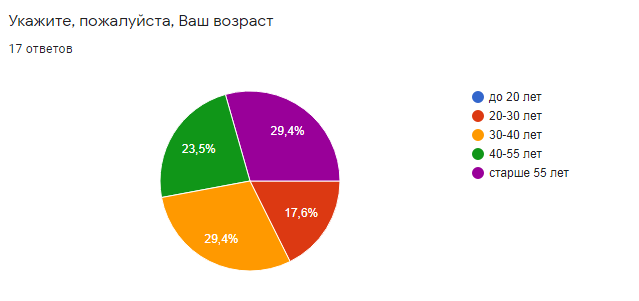 Укажите, пожалуйста, Ваш возраст
17 ответов
до 20 лет
20-30 лет
30-40 лет
40-55 лет
старше 55 лет
29,4%
23,5%
17,6%
29,4%